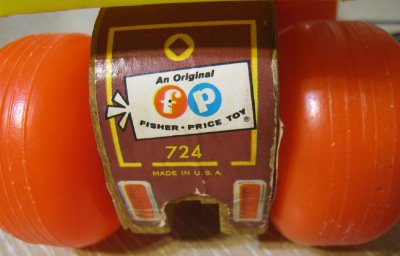 An Original
fp
FISHER·PRICE TOY®
724
MADE IN U.S.A.